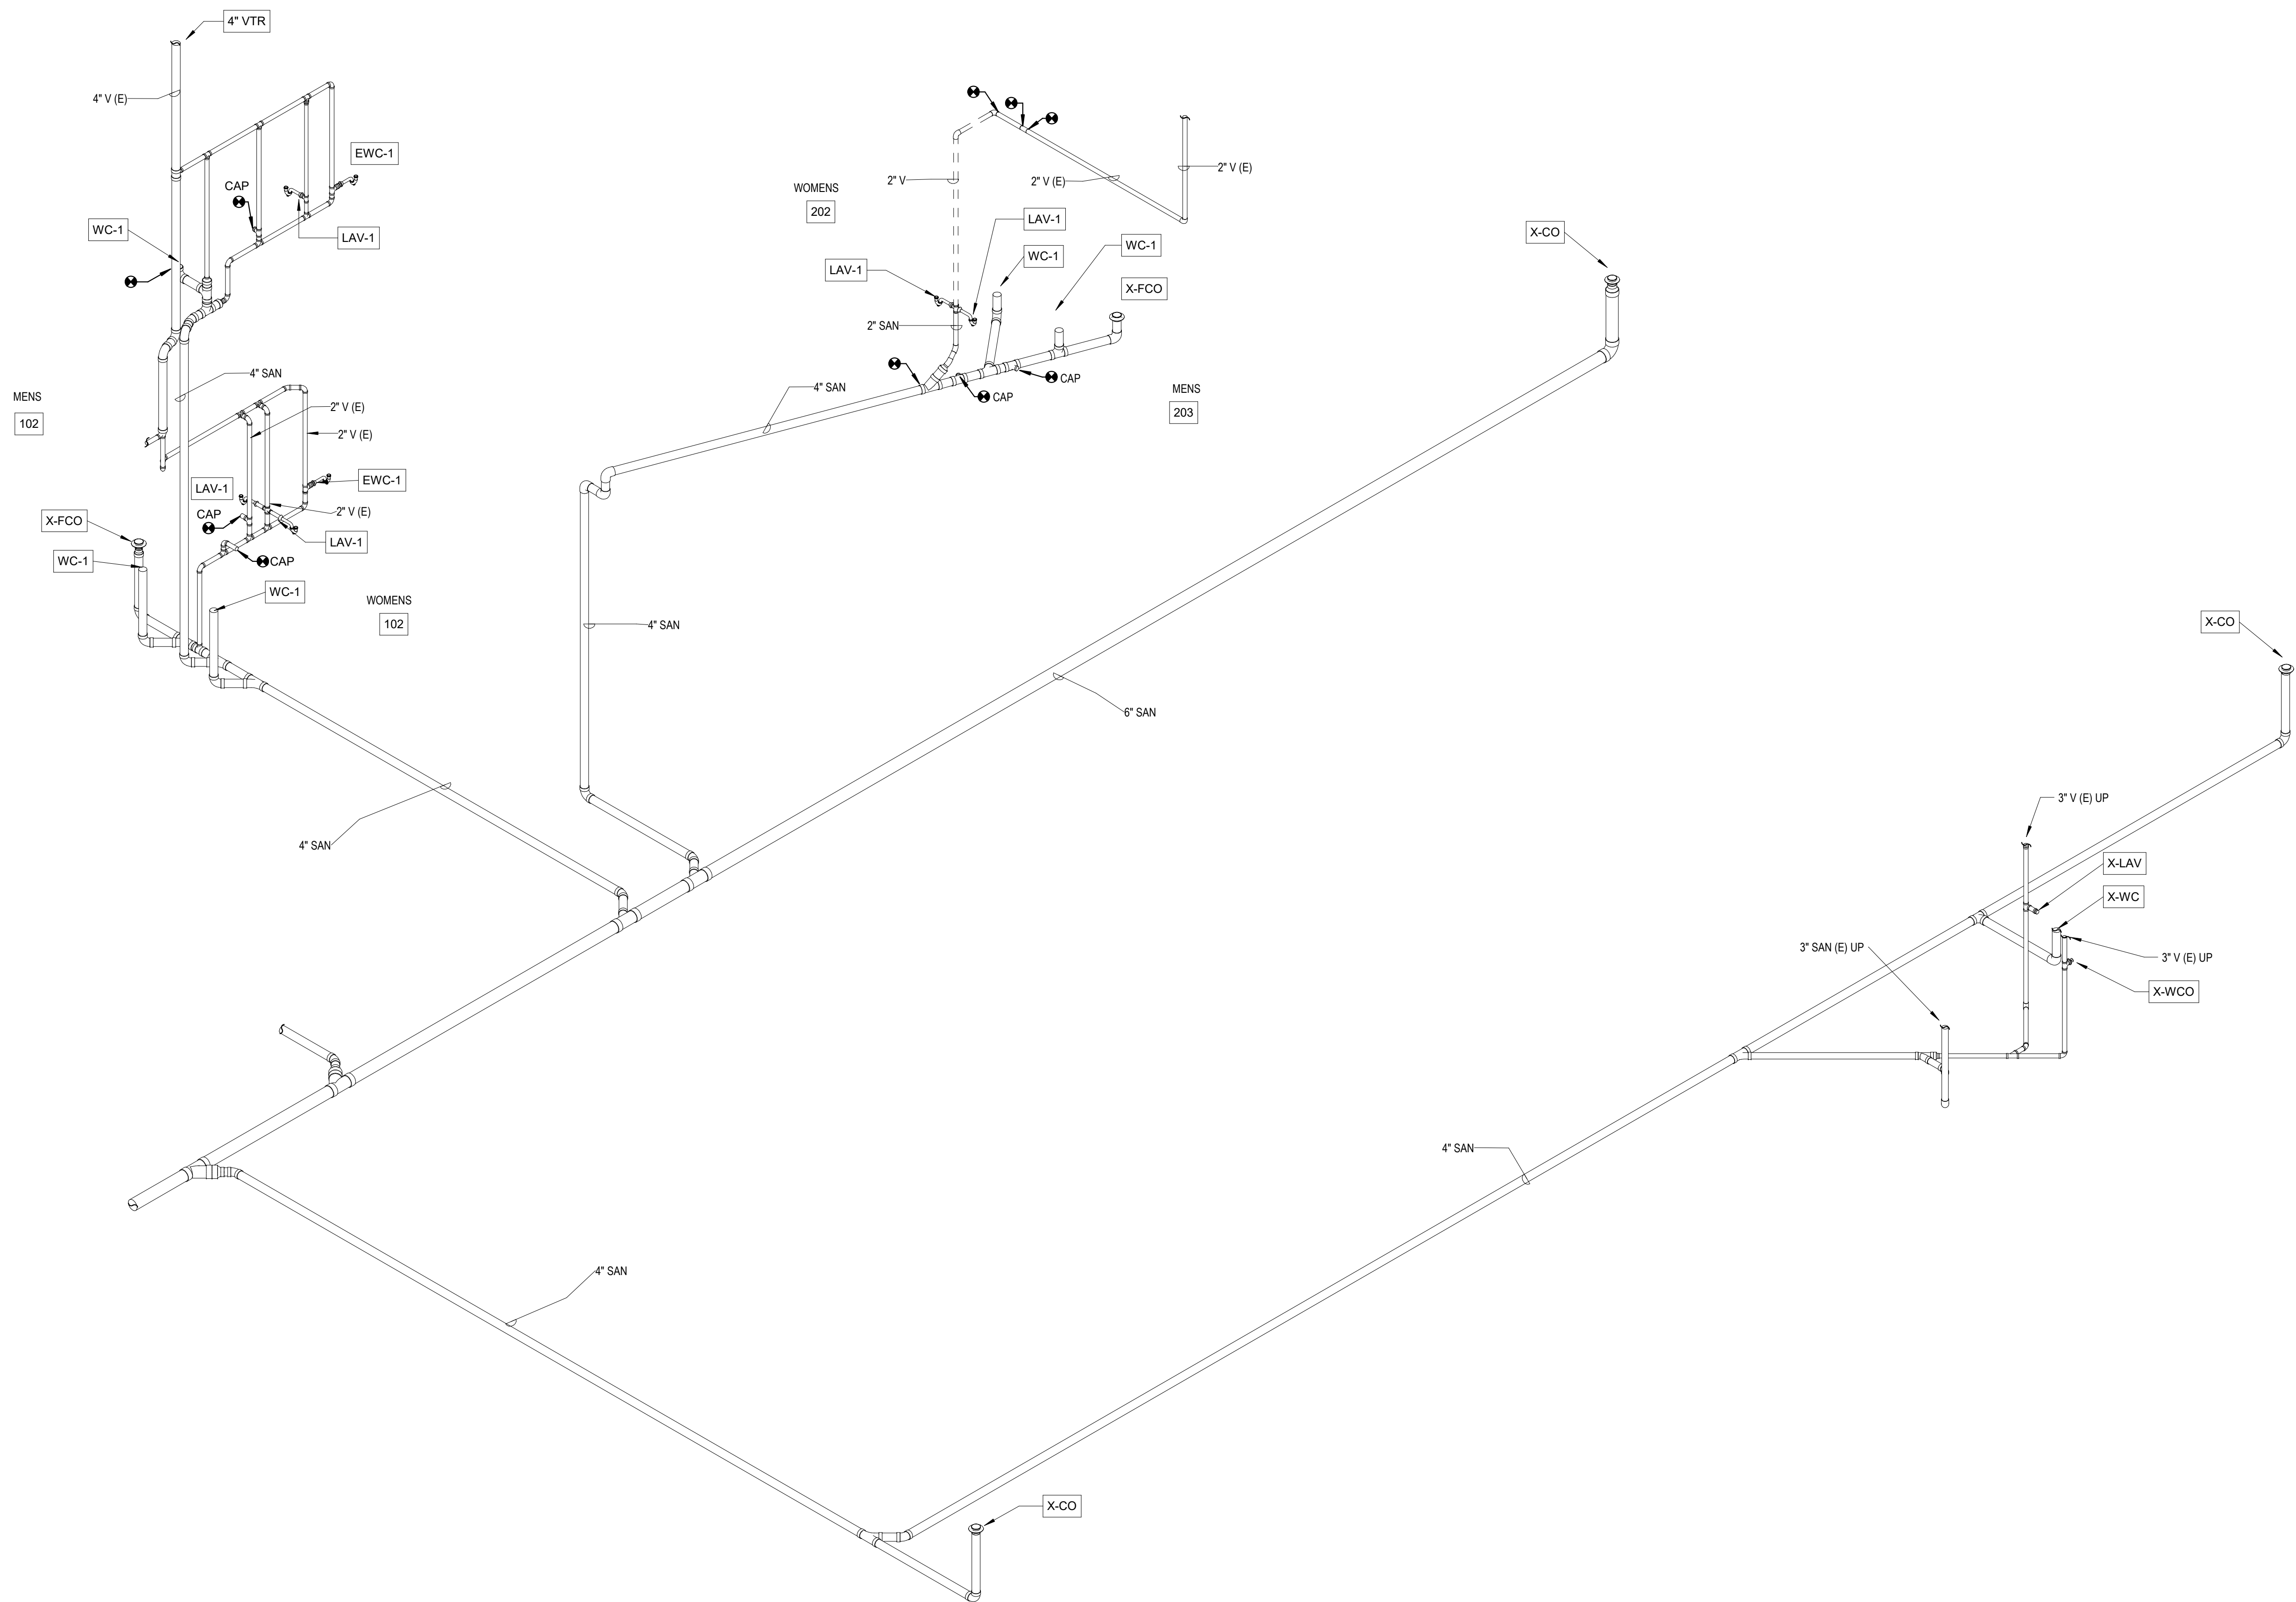 4" VTR
4" V (E)
EWC-1
CAP
WC-1
LAV-1
4" SAN
MENS
102
2" V (E)
2" V (E)
LAV-1
EWC-1
CAP
2" V (E)
X-FCO
LAV-1
WC-1
CAP
WC-1
WOMENS
102
4" SAN
WOMENS
202
2" V
2" V (E)
2" V (E)
LAV-1
WC-1
WC-1
LAV-1
X-FCO
2" SAN
4" SAN
CAP
CAP
MENS
203
4" SAN
X-CO
6" SAN
X-CO
3" V (E) UP
X-LAV
X-WC
3" SAN (E) UP
3" V (E) UP
X-WCO
4" SAN
4" SAN
X-CO